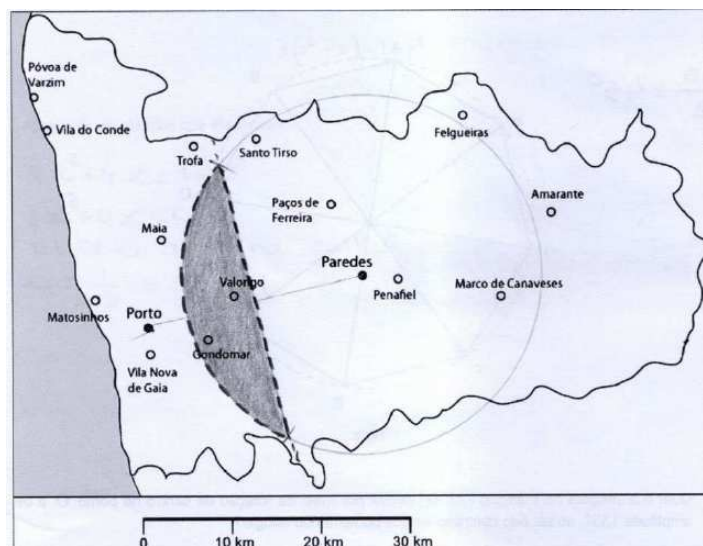 Póvoa de
Varzim
Vila do Conde
Trofa
Santo Tirso
Felgueiras
Paços de
Ferreira
Amarante
Maia
Paredes
Valongo
Penafiel
Marco de Canaveses
Matosinhos
Porto
Gondomar
Vila Nova
de Gaia
0
10 km
20 km
30 km